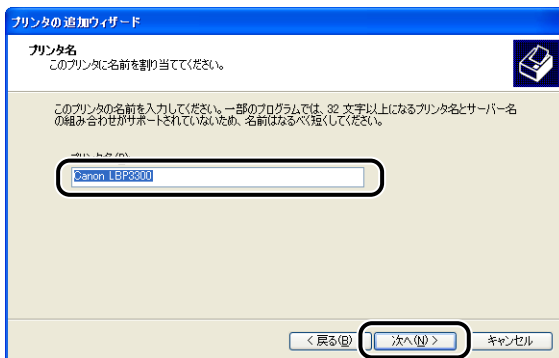 プリンタの追加ウィザード
プリンタ名
このプリンタに名前を割り当ててください。
このプリンタの名前を入力してください。一部のプログラムでは、32 文字以上になるプリンタ名とサーバー名
の組み合わせがサポートされていないため、名前はなるべく短くしてください。
プリンタ名(P):
Canon LBP3300
< 戻る(B)
次へ(N) >
キャンセル